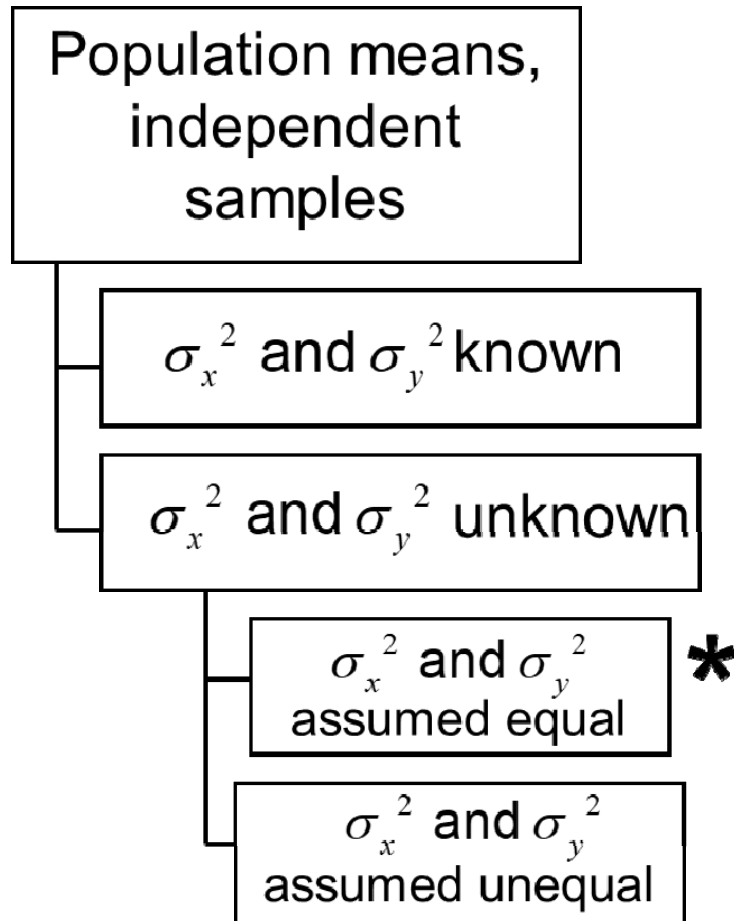 Population means,
independent
samples
σx² and σy² known
σx² and σy² unknown
σx² and σy²
assumed equal
*
σx² and σy²
assumed unequal